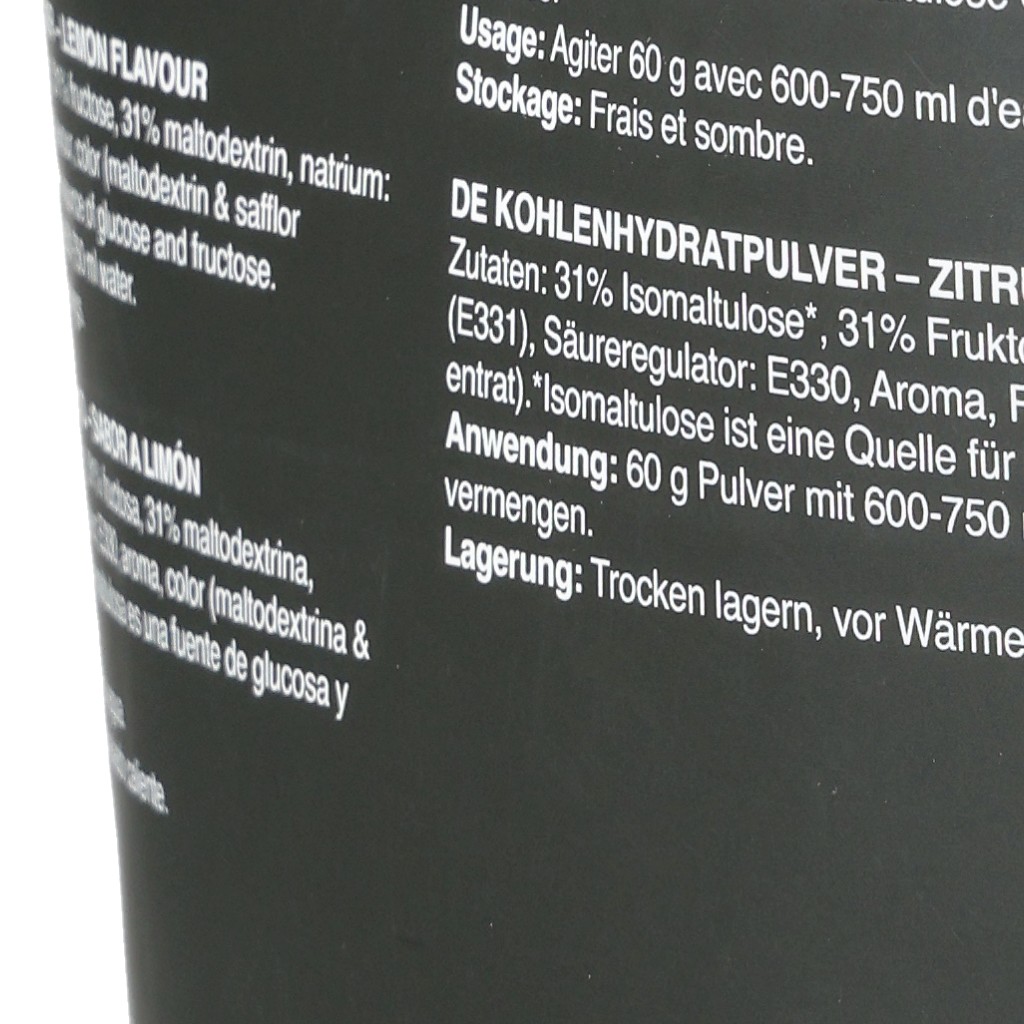 LEMON FLAVOUR
fructose, 31% maltodextrin, natrium:
color (maltodextrin & safflor
of glucose and fructose.
ml water.
SABOR A LIMÓN
fructosa, 31% maltodextrina,
E330, aroma, color (maltodextrina &
es una fuente de glucosa y
caliente.
Usage: Agiter 60 g avec 600-750 ml d'e
Stockage: Frais et sombre.
DE KOHLENHYDRATPULVER – ZITR
Zutaten: 31% Isomaltulose*, 31% Frukto
(E331), Säureregulator: E330, Aroma, F
entrat).*Isomaltulose ist eine Quelle für
Anwendung: 60 g Pulver mit 600-750
vermengen.
Lagerung: Trocken lagern, vor Wärme